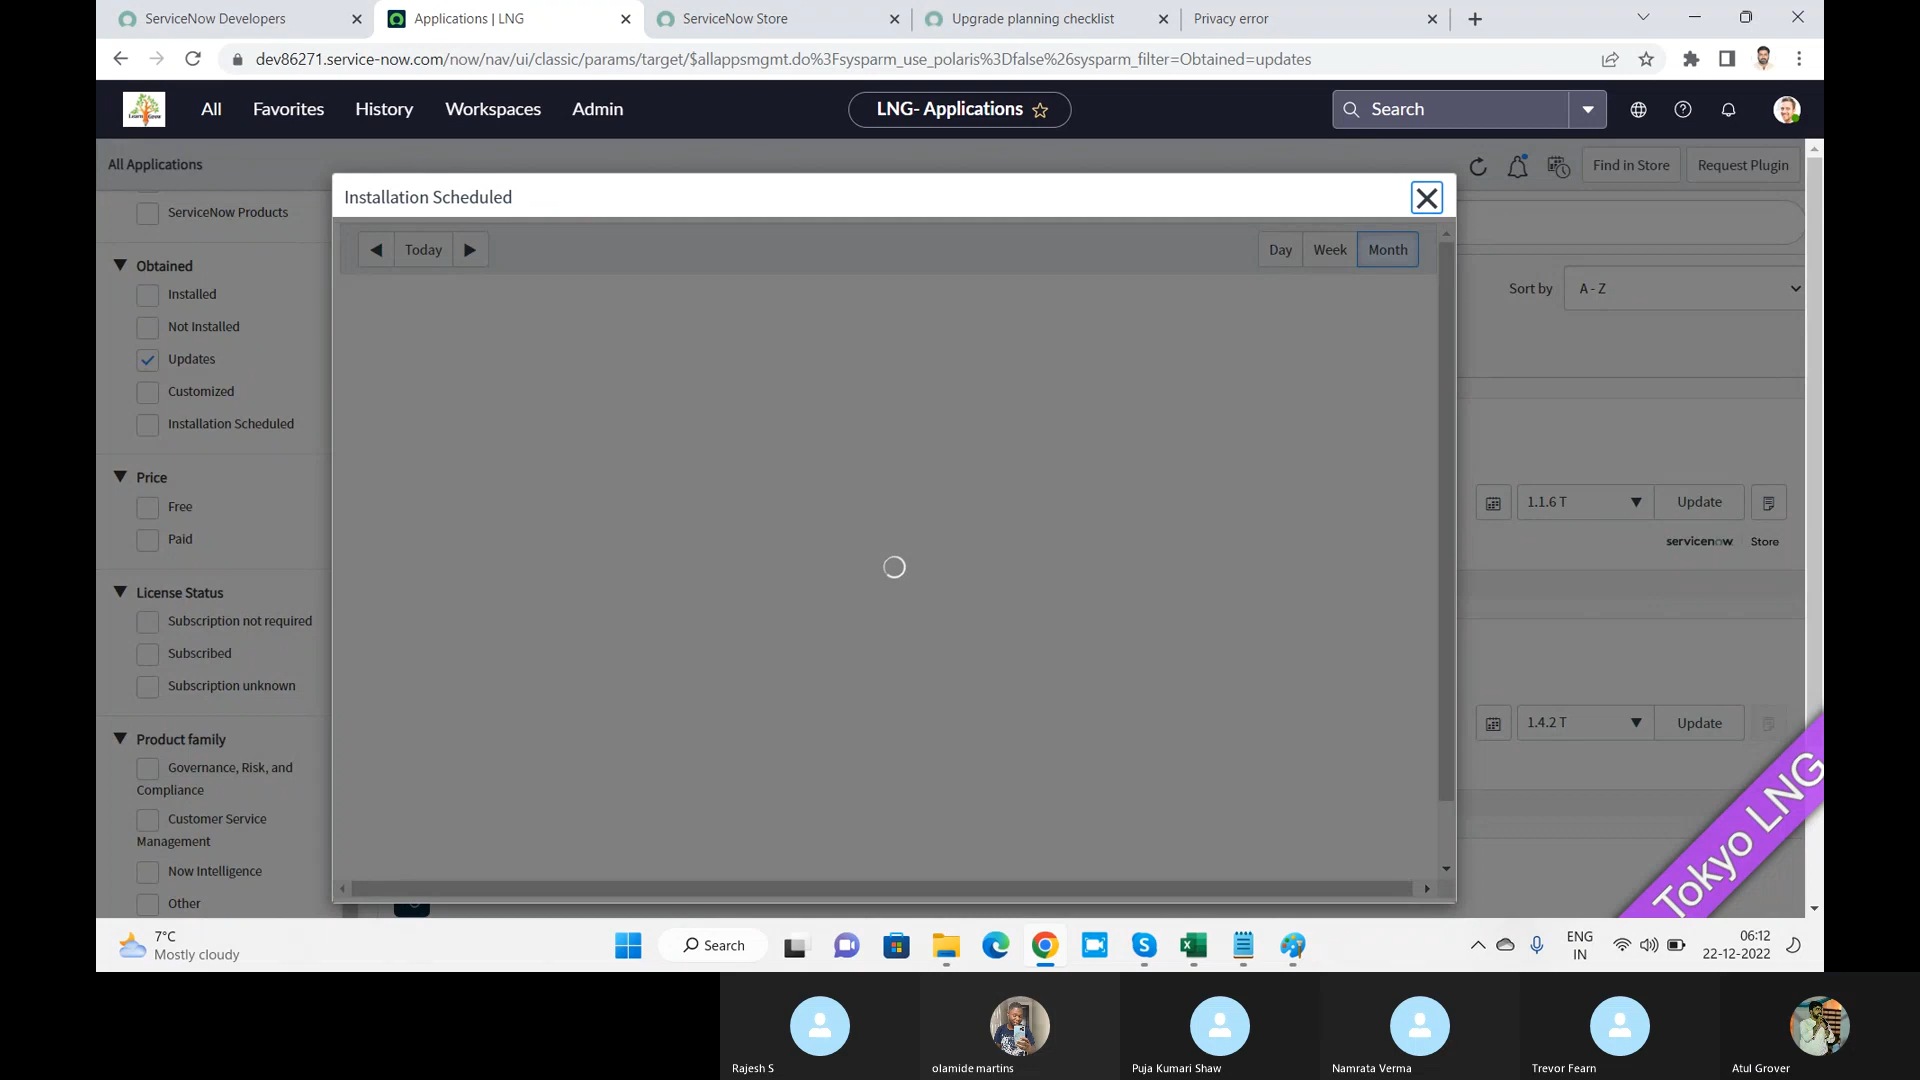 ServiceNow Developers
Applications | LNG
ServiceNow Store
Upgrade planning checklist
Privacy error
dev86271.service-now.com/now/nav/ui/classic/params/target/$allappsmgmt.do%3Fsysparm_use_polaris%3Dfalse%26sysparm_filter=Obtained=updates
All
Favorites
History
Workspaces
Admin
LNG- Applications
Search
All Applications
Find in Store
Request Plugin
ServiceNow Products
Installation Scheduled
Today
Day
Week
Month
Obtained
Installed
Sort by
A - Z
Not Installed
Updates
Customized
Installation Scheduled
Price
Free
1.1.6 T
Update
Paid
servicenow Store
License Status
Subscription not required
Subscribed
Subscription unknown
1.4.2 T
Update
Product family
Governance, Risk, and
Compliance
Customer Service
Management
Now Intelligence
Other
Tokyo LNG
7°C
Mostly cloudy
Search
ENG
IN
06:12
22-12-2022
Rajesh S
olamide martins
Puja Kumari Shaw
Namrata Verma
Trevor Fearn
Atul Grover